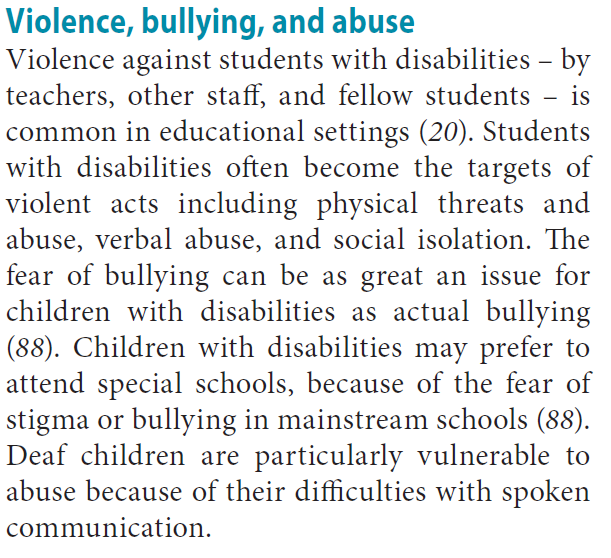 Violence, bullying, and abuse
Violence against students with disabilities – by
teachers, other staff, and fellow students – is
common in educational settings (20). Students
with disabilities often become the targets of
violent acts including physical threats and
abuse, verbal abuse, and social isolation. The
fear of bullying can be as great an issue for
children with disabilities as actual bullying
(88). Children with disabilities may prefer to
attend special schools, because of the fear of
stigma or bullying in mainstream schools (88).
Deaf children are particularly vulnerable to
abuse because of their difficulties with spoken
communication.